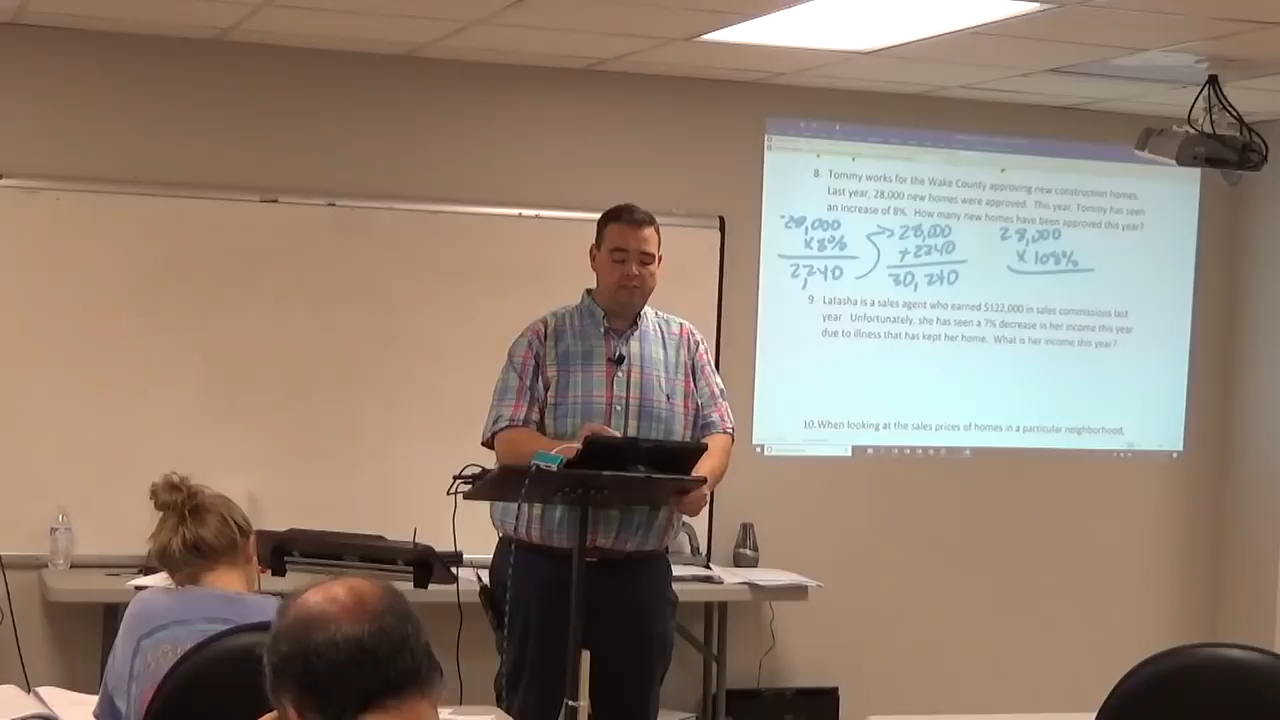 8. Tommy works for the Wake County approving new construction homes.
Last year, 28,000 new homes were approved. This year, Tommy has seen
an increase of 8%. How many new homes have been approved this year?
28,000
x8%
2,240
28,000
+2240
30,240
28,000
x 108%
9. Latasha is a sales agent who earned $122,000 in sales commissions last
year. Unfortunately, she has seen a 7% decrease in her income this year
due to illness that has kept her home. What is her income this year?
10. When looking at the sales prices of homes in a particular neighborhood,